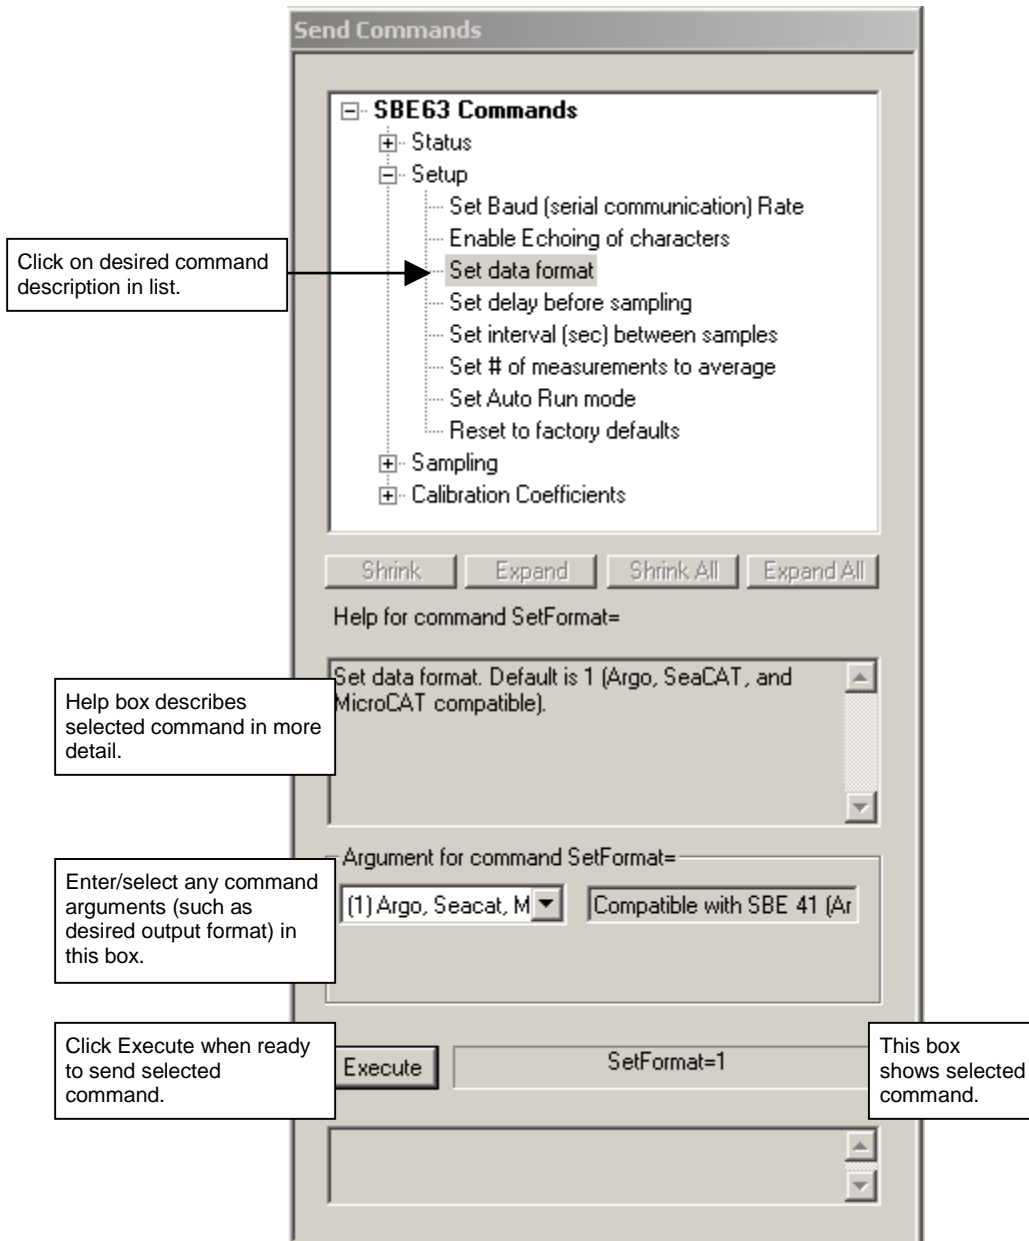 Send Commands
SBE63 Commands
Status
Setup
Set Baud (serial communication) Rate
Enable Echoing of characters
Click on desired command
description in list.
Set data format
Set delay before sampling
Set interval (sec) between samples
Set # of measurements to average
Set Auto Run mode
Reset to factory defaults
Sampling
Calibration Coefficients
Shrink
Expand
Shrink All
Expand All
Help for command SetFormat=
Set data format. Default is 1 (Argo, SeaCAT, and
MicroCAT compatible).
Help box describes
selected command in more
detail.
Argument for command SetFormat=
Enter/select any command
arguments (such as
desired output format) in
this box.
(1) Argo, Seacat, M
Compatible with SBE 41 (Ar
Click Execute when ready
to send selected
command.
Execute
SetFormat=1
This box
shows selected
command.